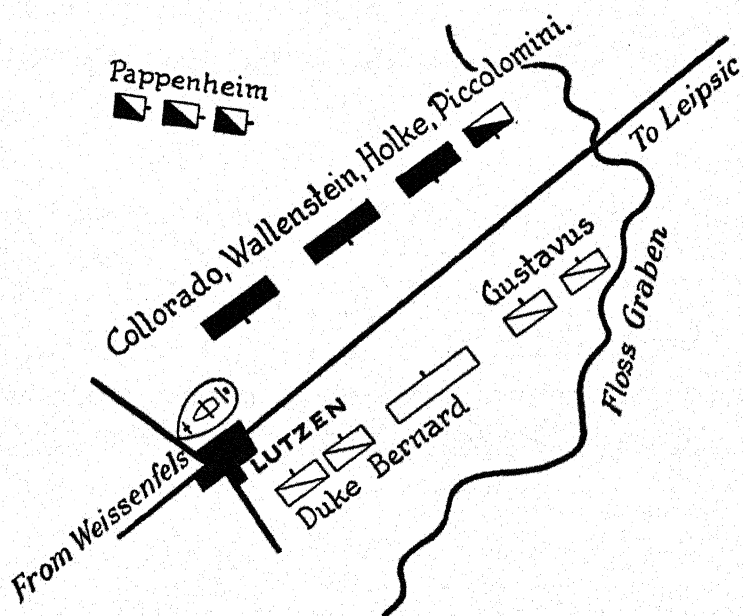 Pappenheim
Collorado, Wallenstein, Holke, Piccolomini.
To Leipsic
Gustavus
Floss Graben
LUTZEN
Duke Bernard
From Weissenfels